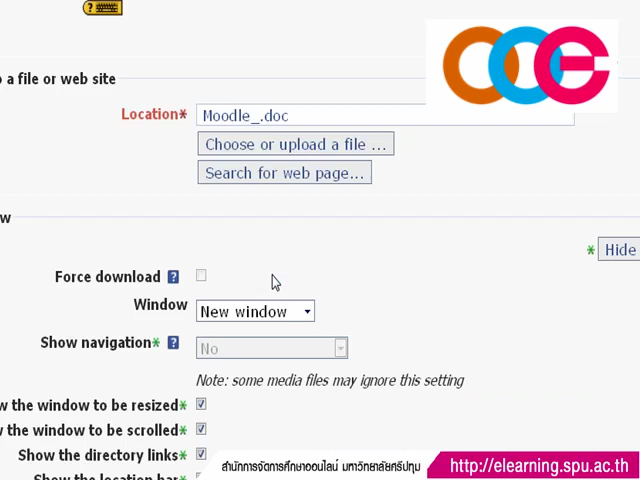 o a file or web site
Location*
Moodle_.doc
Choose or upload a file ...
Search for web page...
w
* Hide
Force download ?
Window
New window
Show navigation* ?
No
Note: some media files may ignore this setting
w the window to be resized*
w the window to be scrolled*
Show the directory links*
Show the location bar
สำนักการจัดการศึกษาออนไลน์ มหาวิทยาลัยศรีปทุม
http://elearning.spu.ac.th